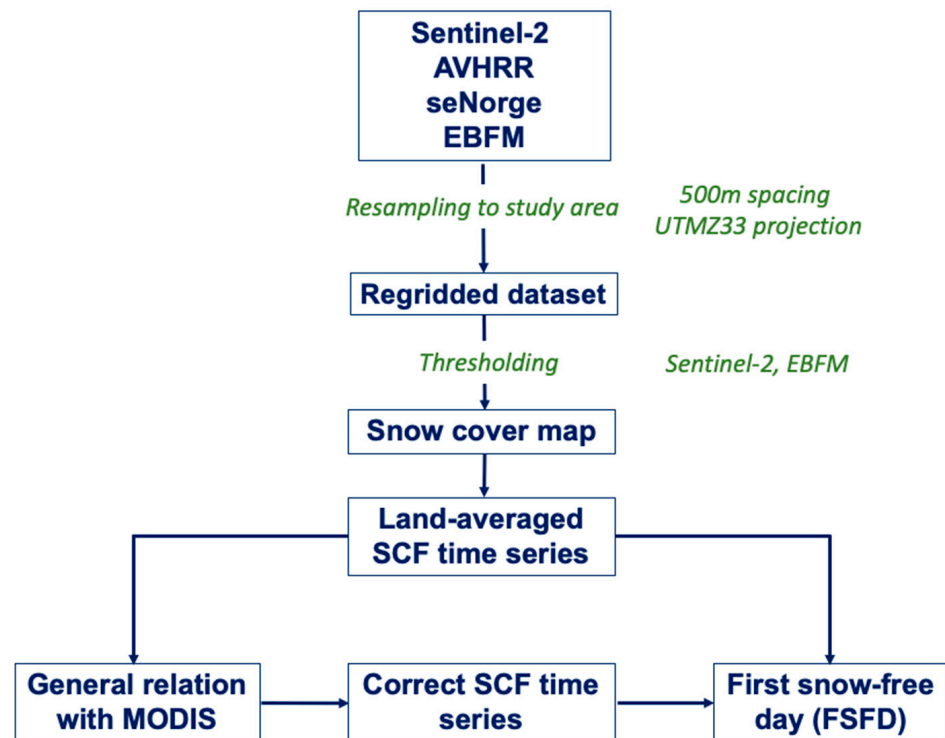 Sentinel-2
AVHRR
seNorge
EBFM
Resampling to study area
500m spacing
UTMZ33 projection
Regridded dataset
Thresholding
Sentinel-2, EBFM
Snow cover map
Land-averaged
SCF time series
General relation
with MODIS
Correct SCF time
series
First snow-free
day (FSFD)